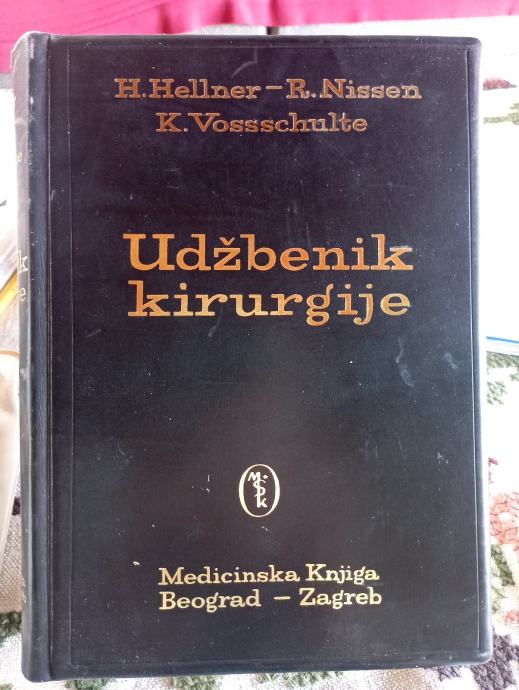 H. Hellner – R. Nissen
K. Vossschulte
Udžbenik
kirurgije
M
S
K
Medicinska Knjiga
Beograd – Zagreb